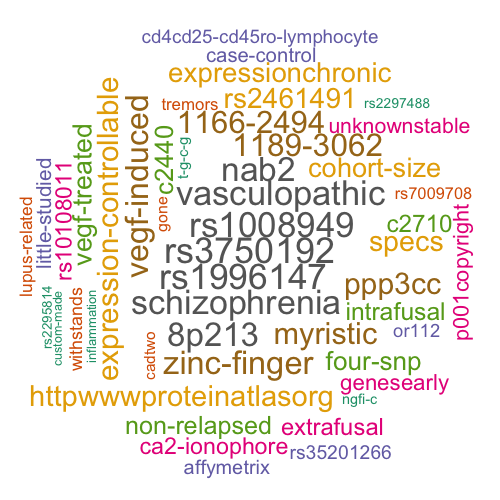 cd4cd25-cd45ro-lymphocyte
case-control
expressionchronic
tremors
rs2461491
rs2297488
1166-2494
unknownstable
1189-3062
nab2
cohort-size
vasculopathic
rs7009708
rs1008949
c2710
specs
rs3750192
rs1996147
ppp3cc
schizophrenia
intrafusal
8p213
myristic
or112
zinc-finger
four-snp
genesearly
httpwwwproteinatlasorg
ngfi-c
non-relapsed
extrafusal
ca2-ionophore
rs35201266
affymetrix
lupus-related
little-studied
rs10108011
vegf-treated
expression-controllable
vegf-induced
gone
c2440
t-g-c-g
rs2295814
custom-made
withstands
inflammation
cadtwo
p001copyright